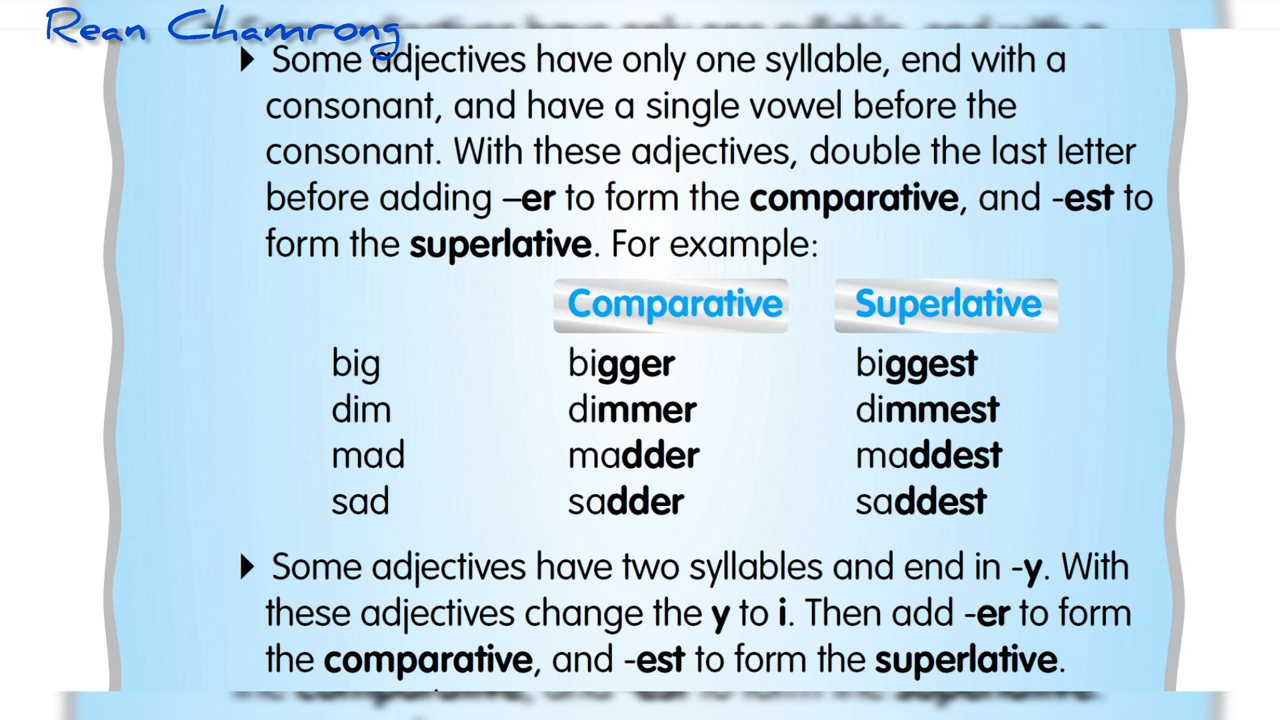 Rean Chamrong
Some adjectives have only one syllable, end with a
consonant, and have a single vowel before the
consonant. With these adjectives, double the last letter
before adding –er to form the comparative, and -est to
form the superlative. For example:
Comparative Superlative
big bigger biggest
dim dimmer dimmest
mad madder maddest
sad sadder saddest
Some adjectives have two syllables and end in -y. With
these adjectives change the y to i. Then add -er to form
the comparative, and -est to form the superlative.